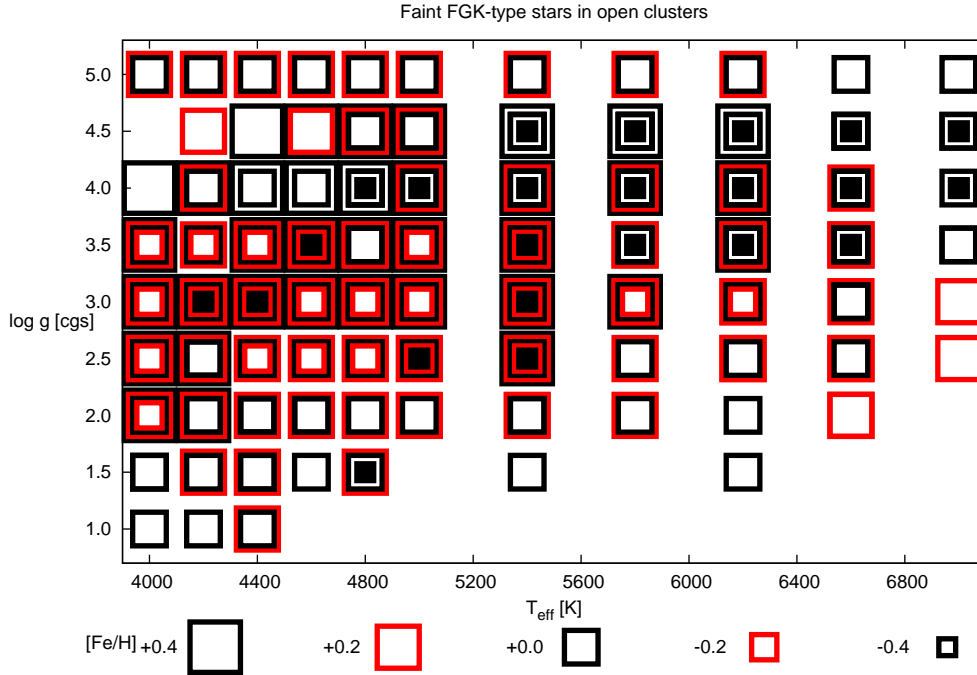 Faint FGK-type stars in open clusters
5.0
4.5
4.0
3.5
3.0
log g [cgs]
2.5
2.0
1.5
1.0
4000 4400 4800 5200 5600 6000 6400 6800
T_eff [K]
[Fe/H] +0.4 +0.2 +0.0 -0.2 -0.4